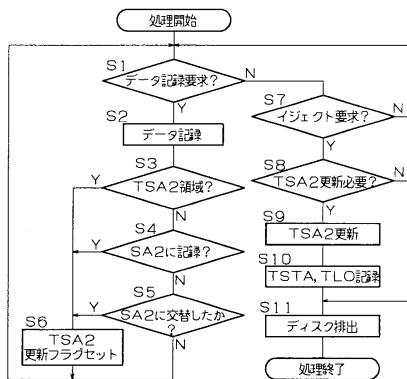 処理開始
S1
データ記録要求?
N
Y
S2
データ記録
S3
TSA2領域?
Y
N
S4
SA2に記録?
Y
N
S5
SA2に交替したか
?
Y
N
S6
TSA2
更新フラグセット
S7
イジェクト要求?
N
Y
S8
TSA2更新必要?
N
Y
S9
TSA2更新
S10
TSTA,TLO記録
S11
ディスク排出
処理終了